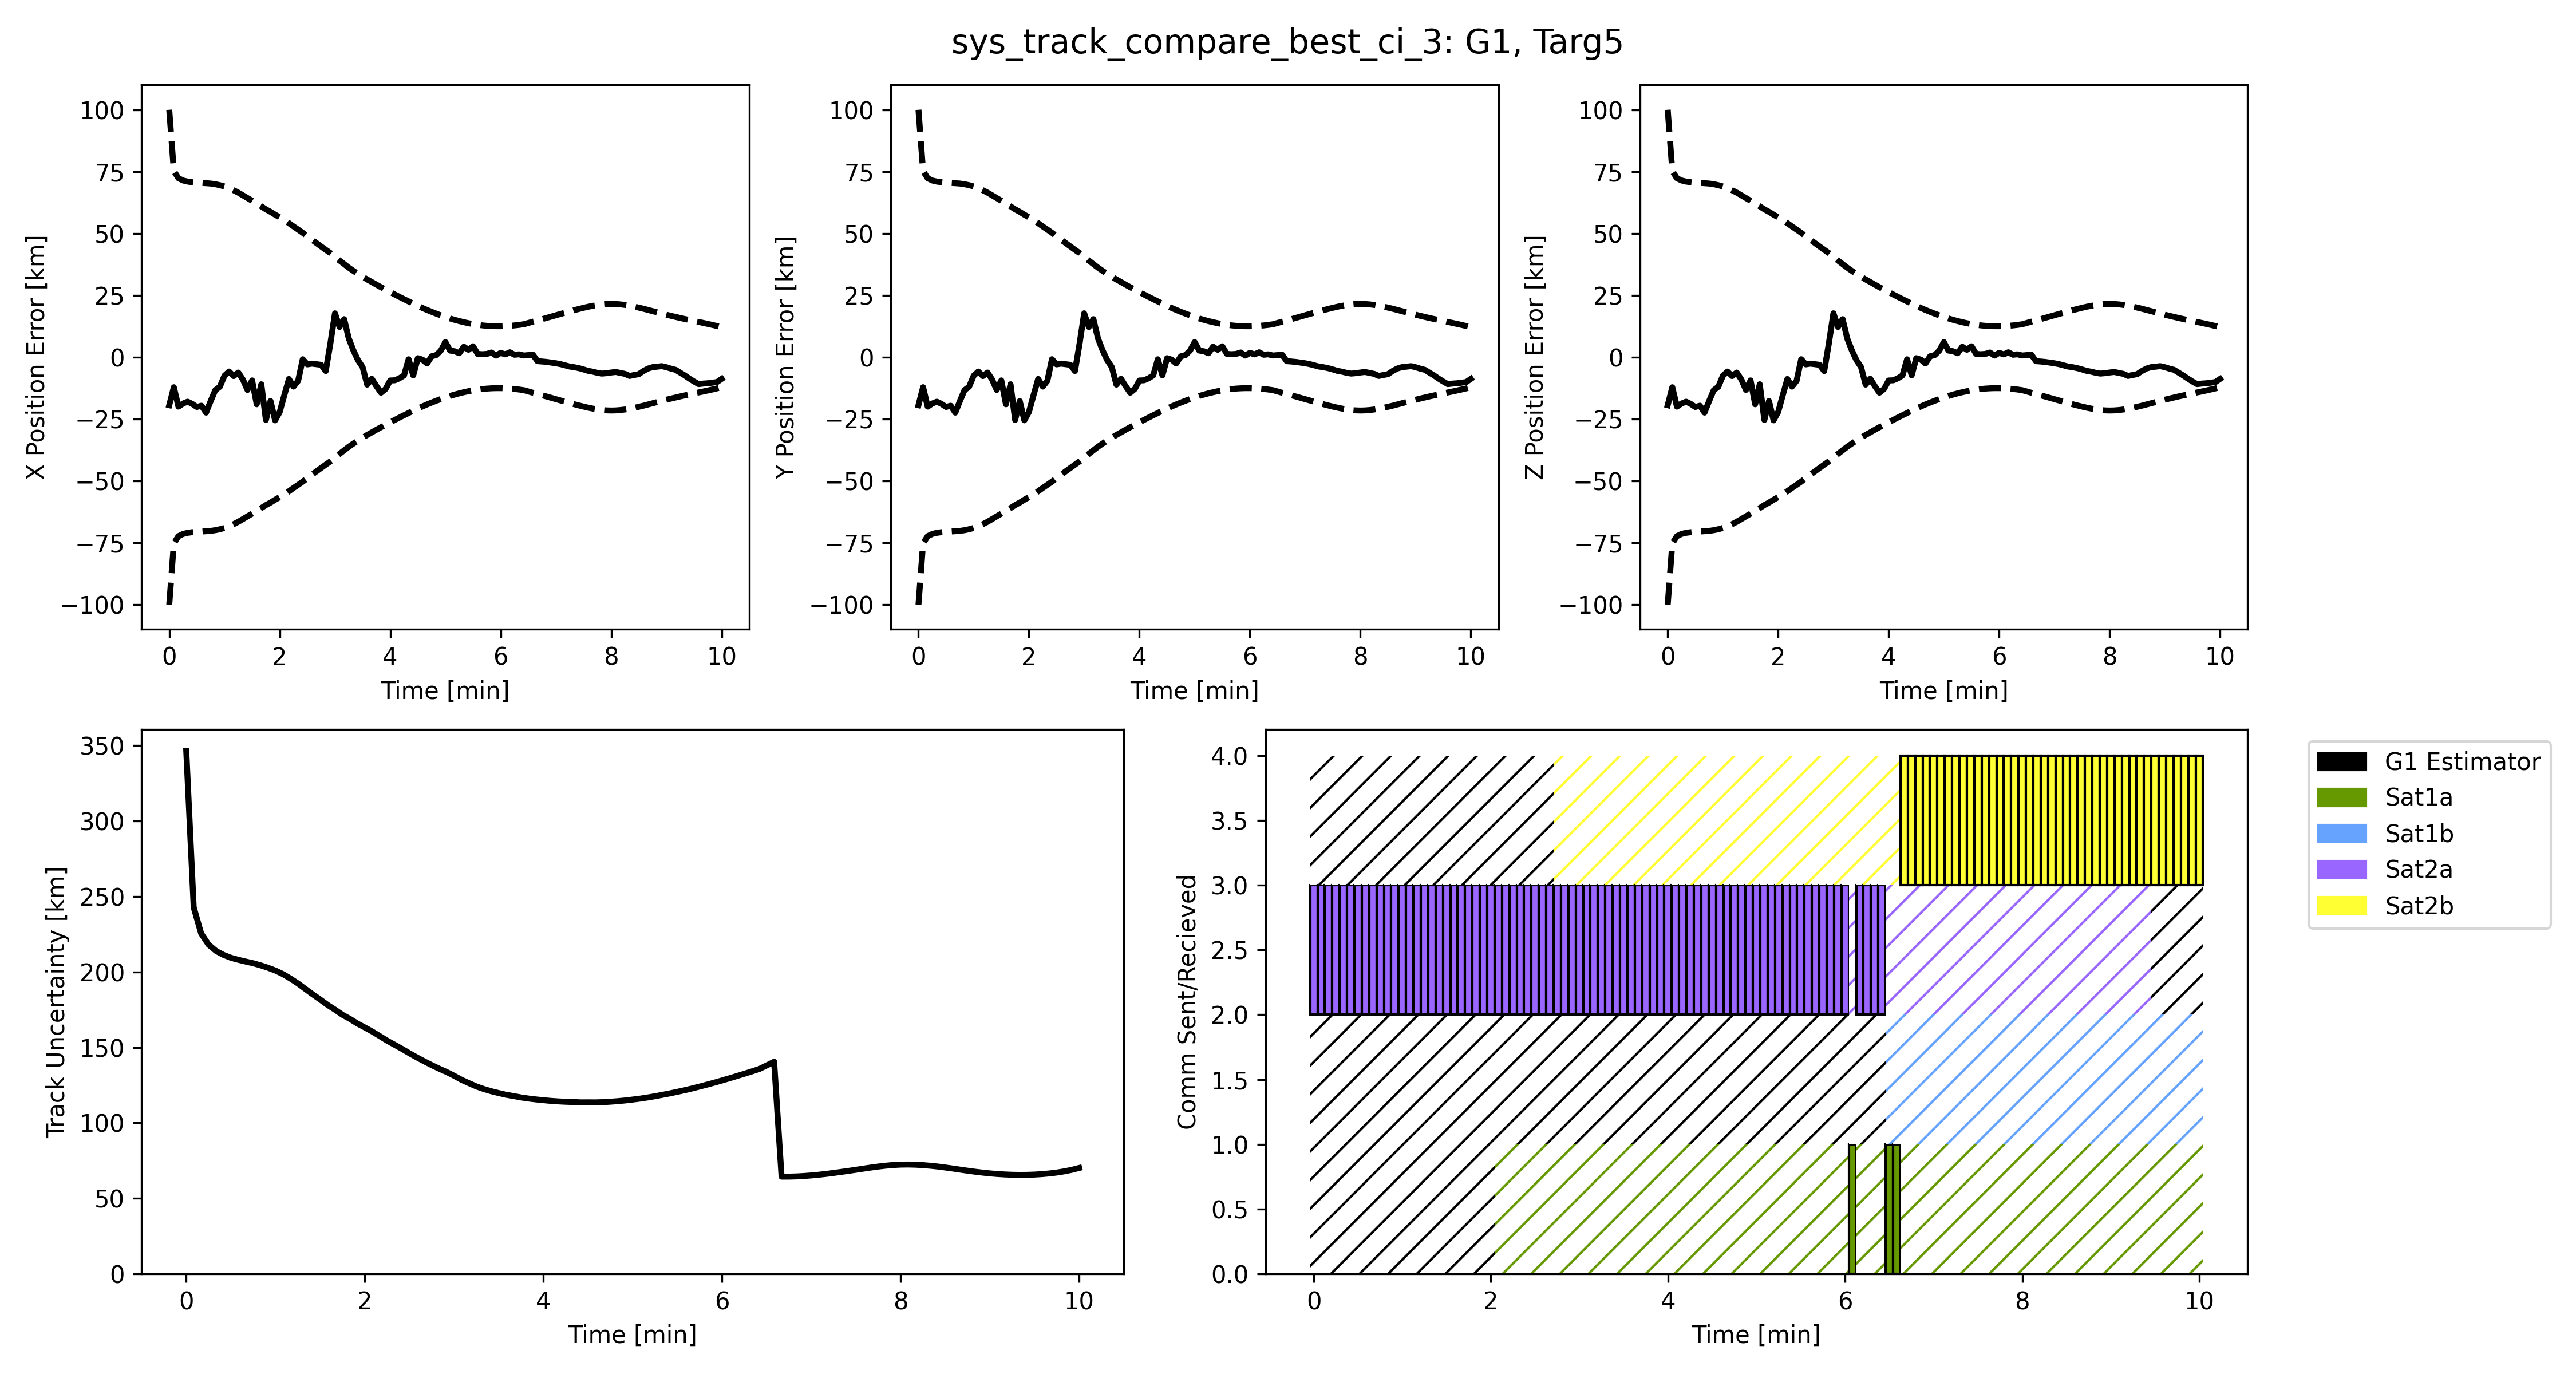 sys_track_compare_best_ci_3: G1, Targ5
X Position Error [km]
100
75
50
25
0
−25
−50
−75
−100
0 2 4 6 8 10
Time [min]
Y Position Error [km]
100
75
50
25
0
−25
−50
−75
−100
0 2 4 6 8 10
Time [min]
Z Position Error [km]
100
75
50
25
0
−25
−50
−75
−100
0 2 4 6 8 10
Time [min]
Track Uncertainty [km]
350
300
250
200
150
100
50
0
0 2 4 6 8 10
Time [min]
Comm Sent/Recieved
4.0
3.5
3.0
2.5
2.0
1.5
1.0
0.5
0.0
0 2 4 6 8 10
Time [min]
G1 Estimator
Sat1a
Sat1b
Sat2a
Sat2b